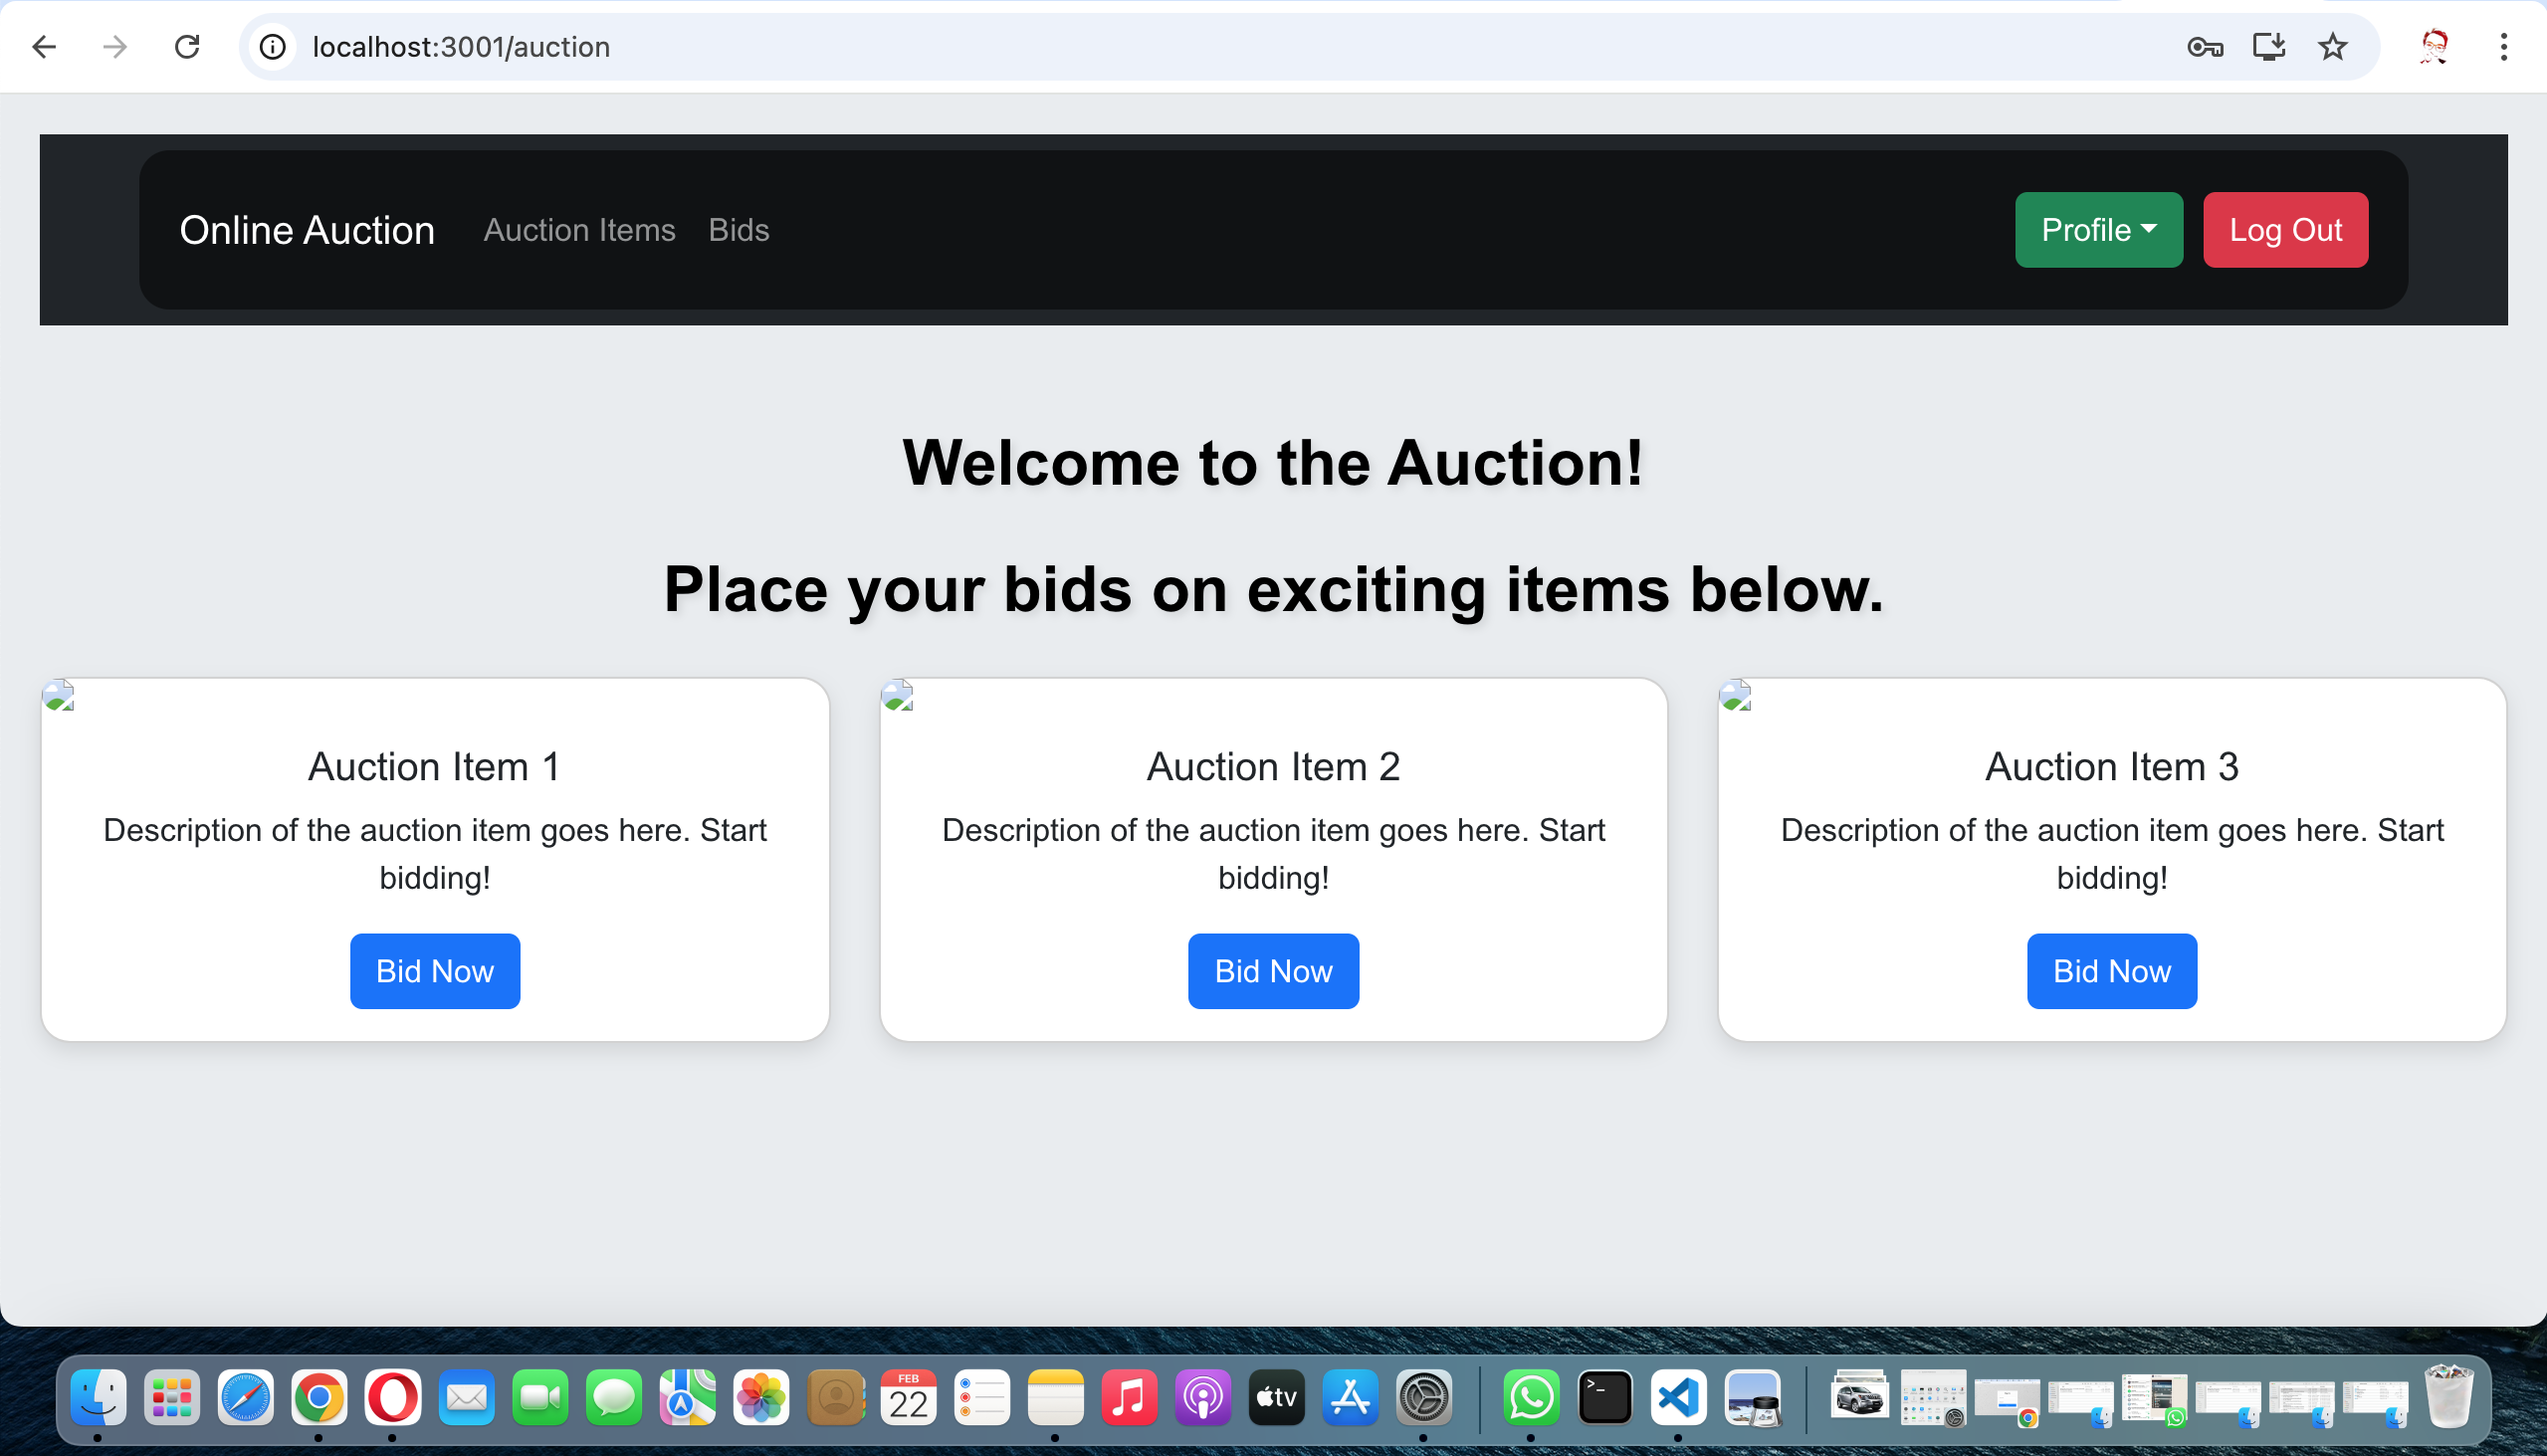 localhost:3001/auction
Online Auction Auction Items Bids Profile Log Out
Welcome to the Auction!
Place your bids on exciting items below.
Auction Item 1
Description of the auction item goes here. Start
bidding!
Bid Now
Auction Item 2
Description of the auction item goes here. Start
bidding!
Bid Now
Auction Item 3
Description of the auction item goes here. Start
bidding!
Bid Now
FEB
22
tv
>_